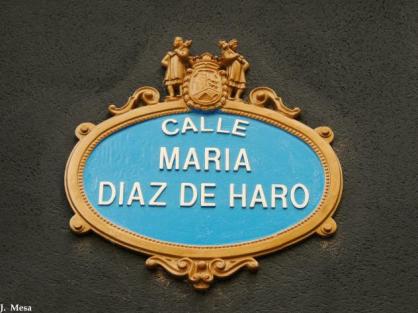 CALLE
MARIA
DIAZ DE HARO
J. Mesa